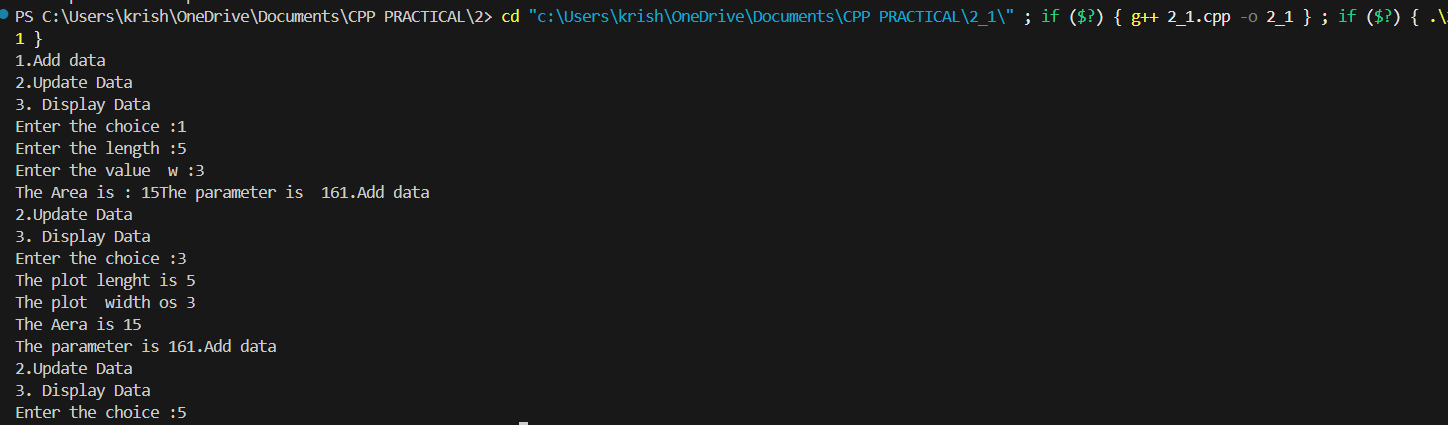 PS C:\Users\krish\OneDrive\Documents\CPP PRACTICAL\2> cd "c:\Users\krish\OneDrive\Documents\CPP PRACTICAL\2_1\" ; if ($?) { g++ 2_1.cpp -o 2_1 } ; if ($?) { .\
1 }
1.Add data
2.Update Data
3. Display Data
Enter the choice :1
Enter the length :5
Enter the value  w :3
The Area is : 15The parameter is  161.Add data
2.Update Data
3. Display Data
Enter the choice :3
The plot lenght is 5
The plot  width os 3
The Aera is 15
The parameter is 161.Add data
2.Update Data
3. Display Data
Enter the choice :5